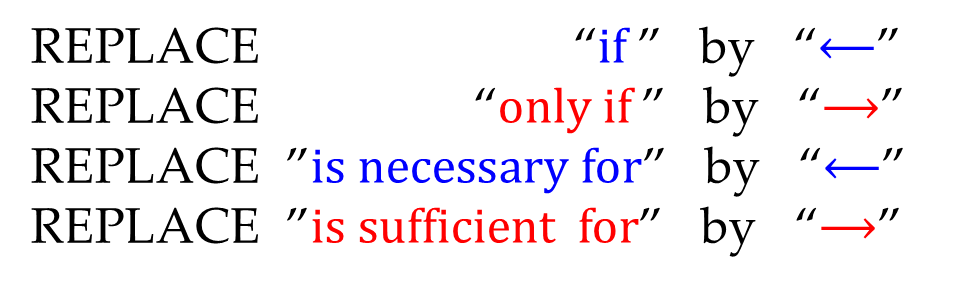 REPLACE “if” by “←”
REPLACE “only if” by “→”
REPLACE ”is necessary for” by “←”
REPLACE ”is sufficient for” by “→”